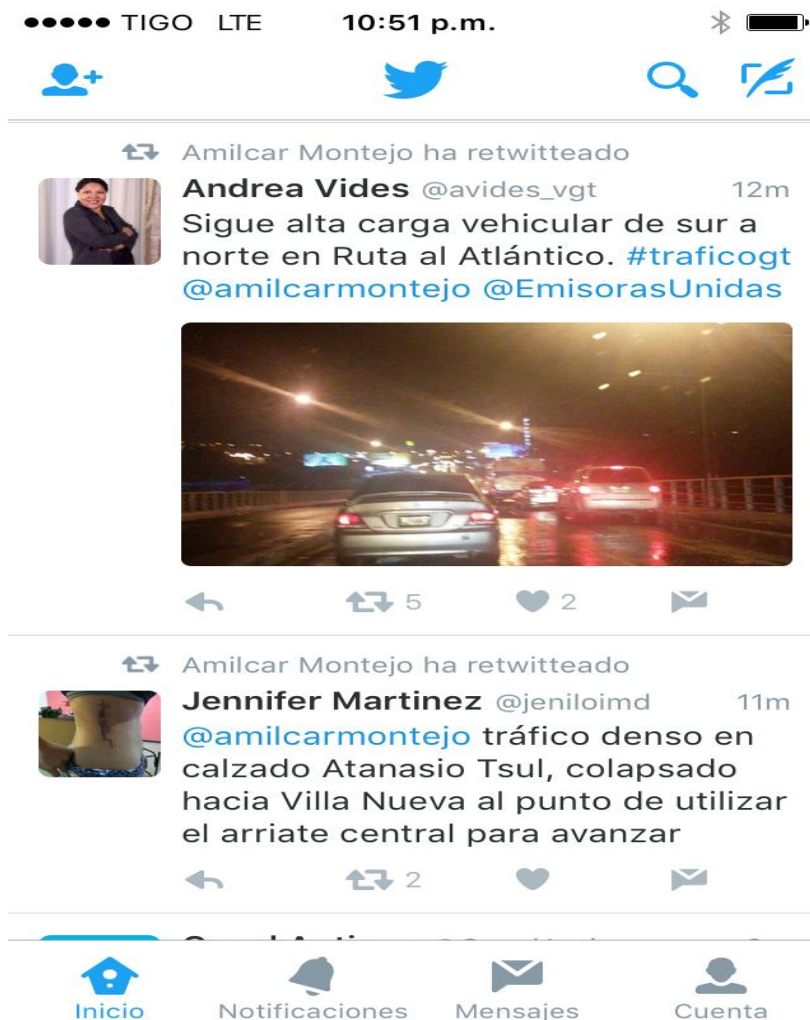 TIGO LTE 10:51 p.m.
Amilcar Montejo ha retwitteado
Andrea Vides @avides_vgt 12m
Sigue alta carga vehicular de sur a
norte en Ruta al Atlántico. #traficogt
@amilcarmontejo @EmisorasUnidas
5 2
Amilcar Montejo ha retwitteado
Jennifer Martinez @jeniloimd 11m
@amilcarmontejo tráfico denso en
calzado Atanasio Tsul, colapsado
hacia Villa Nueva al punto de utilizar
el arriate central para avanzar
2
Inicio Notificaciones Mensajes Cuenta